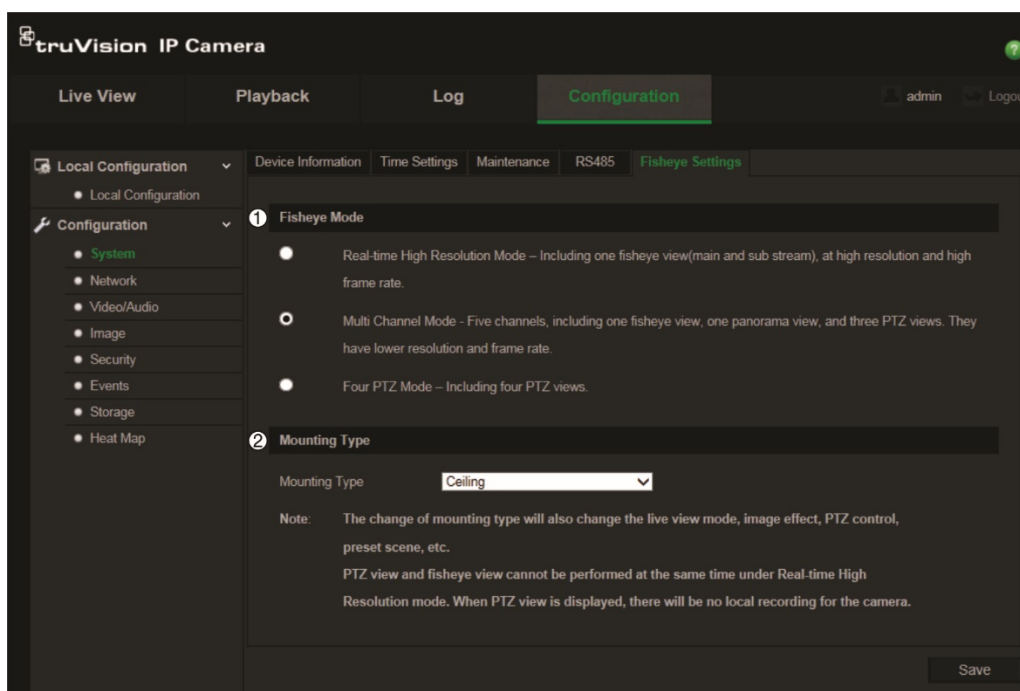 truVision IP Camera
?
Live View
Playback
Log
Configuration
admin
Local Configuration
Local Configuration
Configuration
System
Network
Video/Audio
Image
Security
Events
Storage
Heat Map
Device Information
Time Settings
Maintenance
RS485
Fisheye Settings
1 Fisheye Mode
Real-time High Resolution Mode – Including one fisheye view(main and sub stream), at high resolution and high
frame rate.
Multi Channel Mode - Five channels, including one fisheye view, one panorama view, and three PTZ views. They
have lower resolution and frame rate.
Four PTZ Mode – Including four PTZ views.
2 Mounting Type
Mounting Type
Ceiling
Note: The change of mounting type will also change the live view mode, image effect, PTZ control,
preset scene, etc.
PTZ view and fisheye view cannot be performed at the same time under Real-time High
Resolution mode. When PTZ view is displayed, there will be no local recording for the camera.
Save